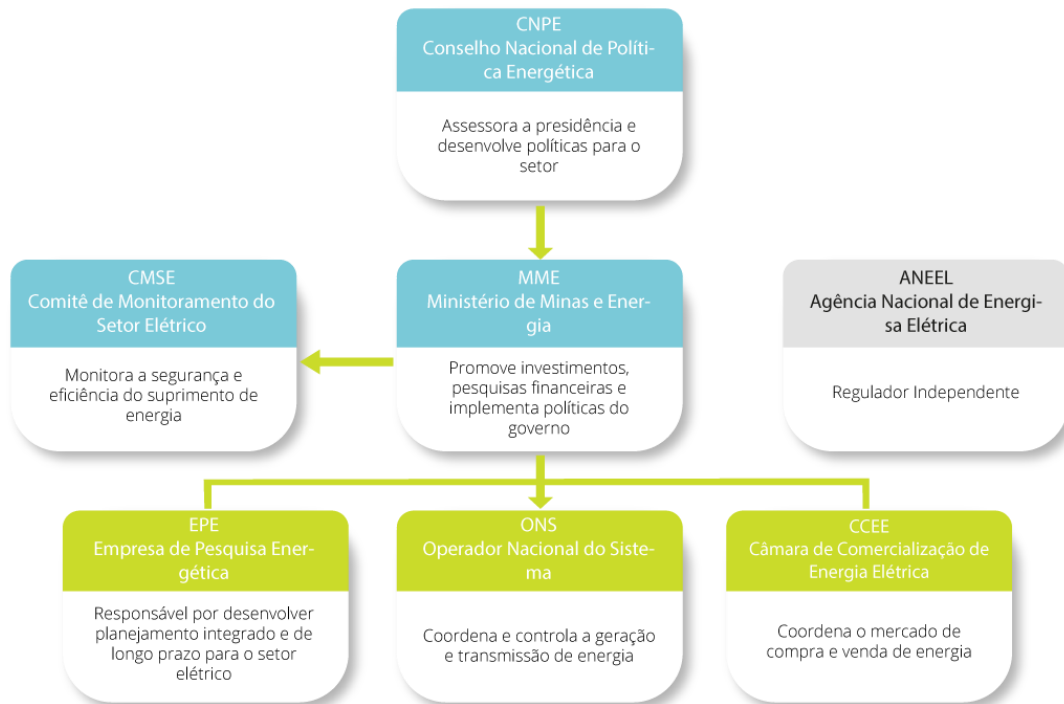 CNPE
Conselho Nacional de Políti-
ca Energética
Assessora a presidência e
desenvolve políticas para o
setor
CMSE
Comitê de Monitoramento do
Setor Elétrico
Monitora a segurança e
eficiência do suprimento de
energia
MME
Ministério de Minas e Ener-
gia
Promove investimentos,
pesquisas financeiras e
implementa políticas do
governo
ANEEL
Agência Nacional de Energi-
sa Elétrica
Regulador Independente
EPE
Empresa de Pesquisa Ener-
gética
Responsável por desenvolver
planejamento integrado e de
longo prazo para o setor
elétrico
ONS
Operador Nacional do Siste-
ma
Coordena e controla a geração
e transmissão de energia
CCEE
Câmara de Comercialização de
Energia Elétrica
Coordena o mercado de
compra e venda de energia